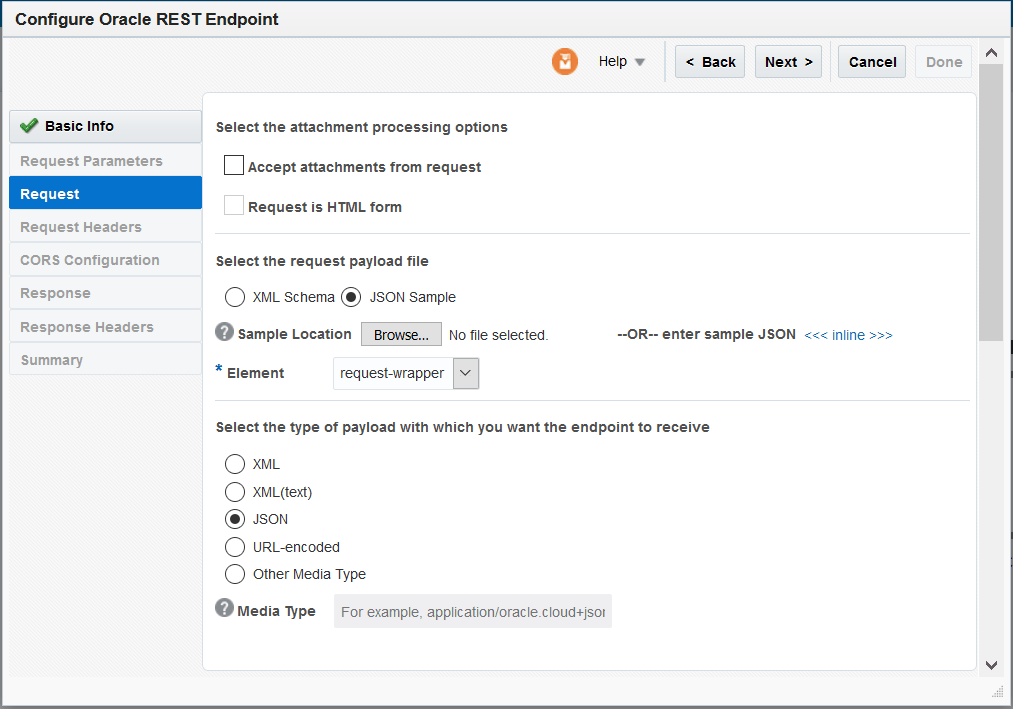 Configure Oracle REST Endpoint
Help
< Back
Next >
Cancel
Done
Basic Info
Request Parameters
Request
Request Headers
CORS Configuration
Response
Response Headers
Summary
Select the attachment processing options
Accept attachments from request
Request is HTML form
Select the request payload file
XML Schema
JSON Sample
? Sample Location Browse... No file selected. --OR-- enter sample JSON <<< inline >>>
* Element request-wrapper
Select the type of payload with which you want the endpoint to receive
XML
XML(text)
JSON
URL-encoded
Other Media Type
? Media Type For example, application/oracle.cloud+json